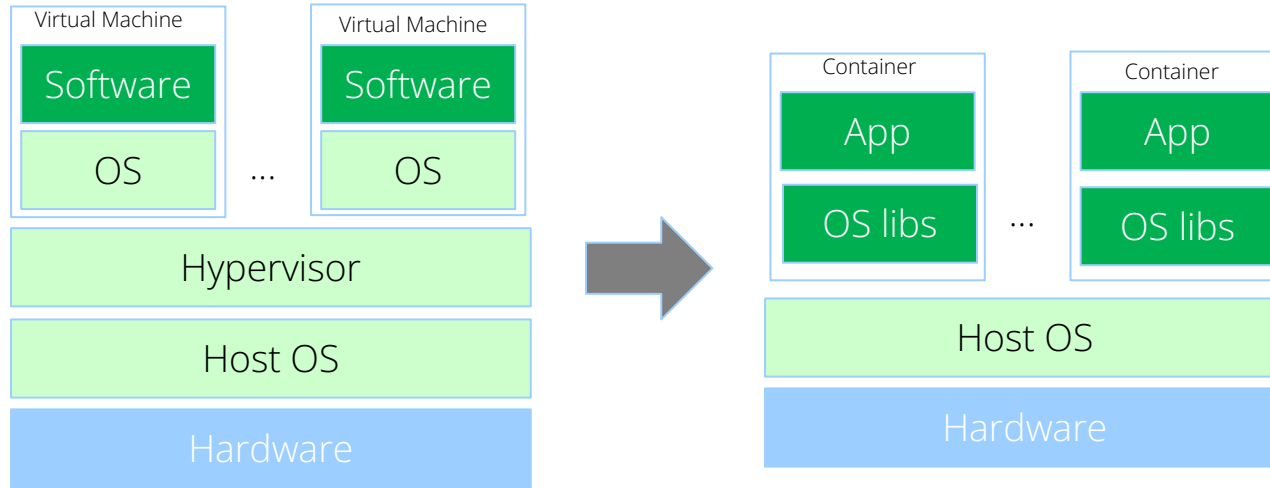 Virtual Machine
Software
OS
...
Virtual Machine
Software
OS
Hypervisor
Host OS
Hardware
Container
App
OS libs
...
Container
App
OS libs
Host OS
Hardware